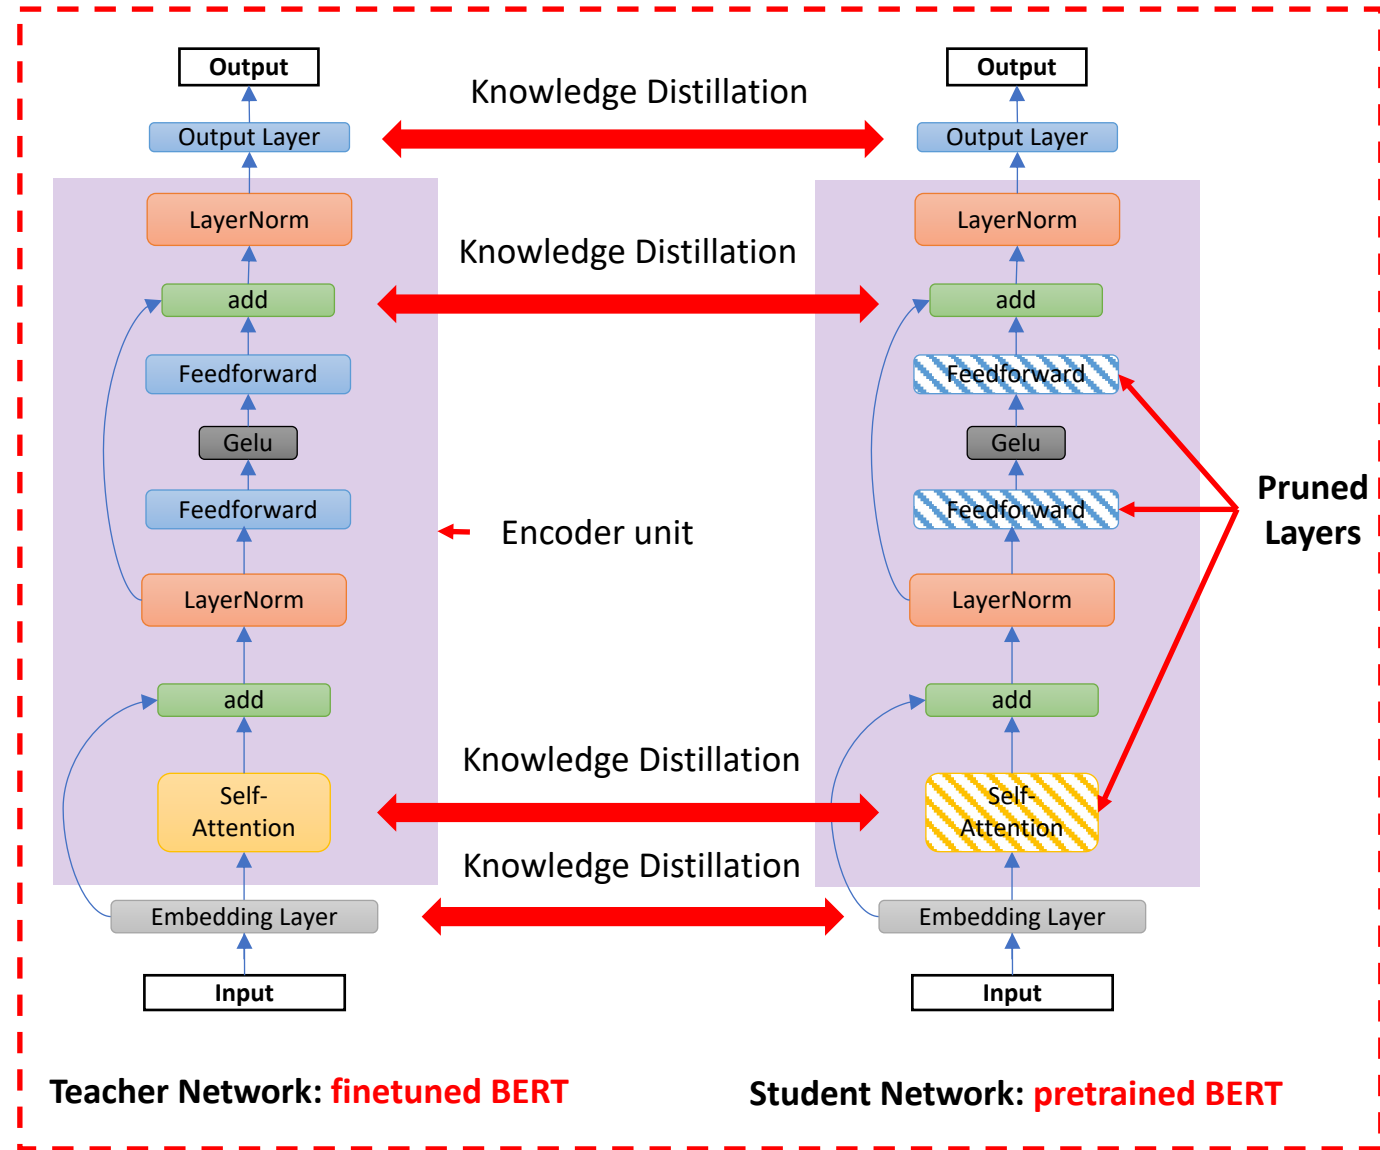 Output
Output Layer
LayerNorm
add
Feedforward
Gelu
Feedforward
LayerNorm
add
Self-
Attention
Embedding Layer
Input
Teacher Network: finetuned BERT
Knowledge Distillation
Knowledge Distillation
Encoder unit
Knowledge Distillation
Knowledge Distillation
Output
Output Layer
LayerNorm
add
Feedforward
Gelu
Feedforward
LayerNorm
add
Self-
Attention
Embedding Layer
Input
Student Network: pretrained BERT
Pruned
Layers